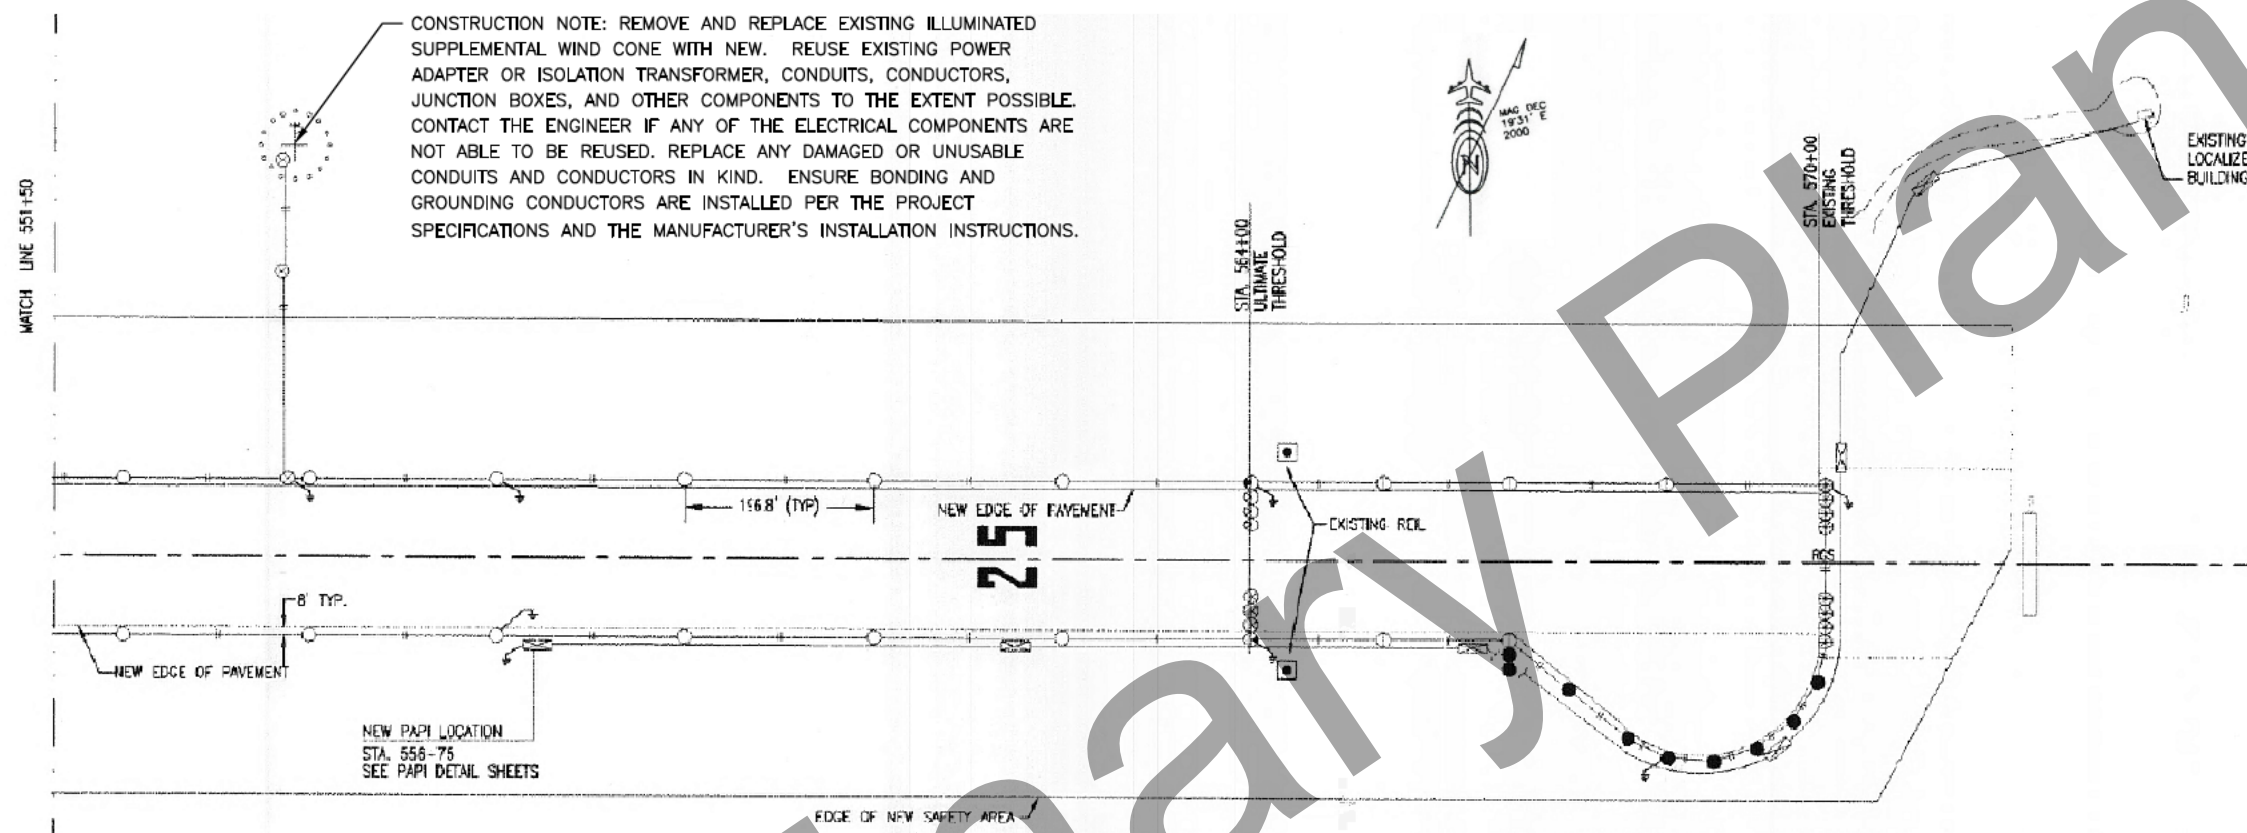 CONSTRUCTION NOTE: REMOVE AND REPLACE EXISTING ILLUMINATED
SUPPLEMENTAL WIND CONE WITH NEW. REUSE EXISTING POWER
ADAPTER OR ISOLATION TRANSFORMER, CONDUITS, CONDUCTORS,
JUNCTION BOXES, AND OTHER COMPONENTS TO THE EXTENT POSSIBLE.
CONTACT THE ENGINEER IF ANY OF THE ELECTRICAL COMPONENTS ARE
NOT ABLE TO BE REUSED. REPLACE ANY DAMAGED OR UNUSABLE
CONDUITS AND CONDUCTORS IN KIND. ENSURE BONDING AND
GROUNDING CONDUCTORS ARE INSTALLED PER THE PROJECT
SPECIFICATIONS AND THE MANUFACTURER'S INSTALLATION INSTRUCTIONS.
MATCH LINE 551+50
N
MAG DEC
19°31' E
2000
STA. 564+00
ULTIMATE
THRESHOLD
STA. 570+00
EXISTING
THRESHOLD
EXISTING
LOCALIZE
BUILDING
196.8' (TYP)
NEW EDGE OF PAVEMENT
25
EXISTING REIL
RGS
8' TYP.
NEW EDGE OF PAVEMENT
NEW PAPI LOCATION
STA. 556+75
SEE PAPI DETAIL SHEETS
EDGE OF NEW SAFETY AREA
nary Plan